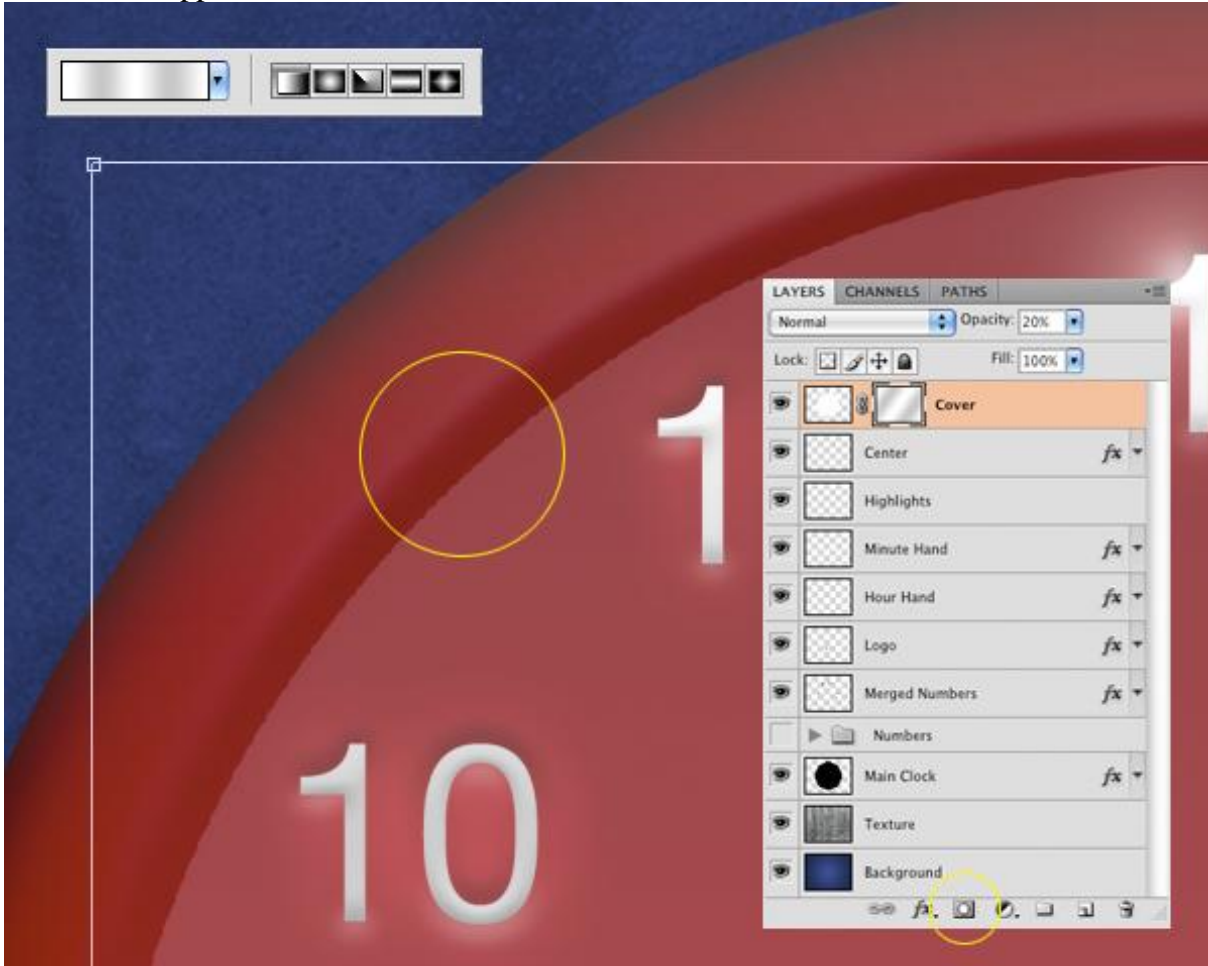 LAYERS CHANNELS PATHS
Normal Opacity: 20%
Lock: Fill: 100%
Cover
Center fx
Highlights
Minute Hand fx
Hour Hand fx
Logo fx
Merged Numbers fx
Numbers
Main Clock fx
Texture
Background
fx.
1
1
10